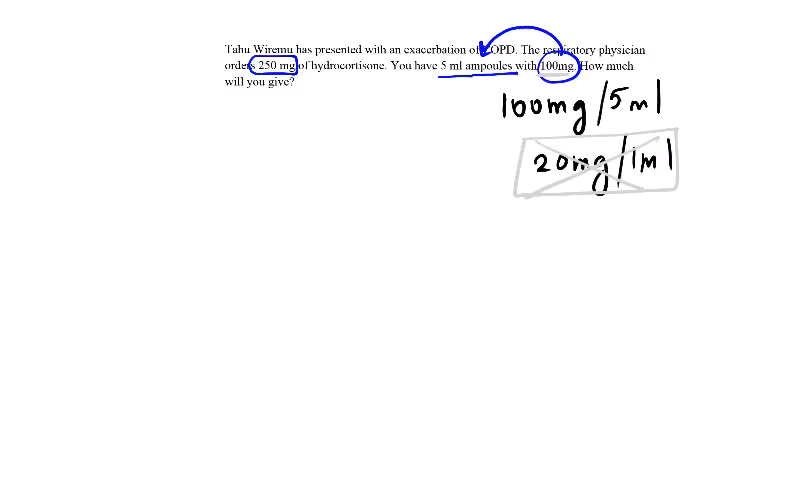 Tahu Wiremu has presented with an exacerbation of COPD. The respiratory physician
orders 250 mg of hydrocortisone. You have 5 ml ampoules with 100mg. How much
will you give?
100mg/5ml
20mg/1ml